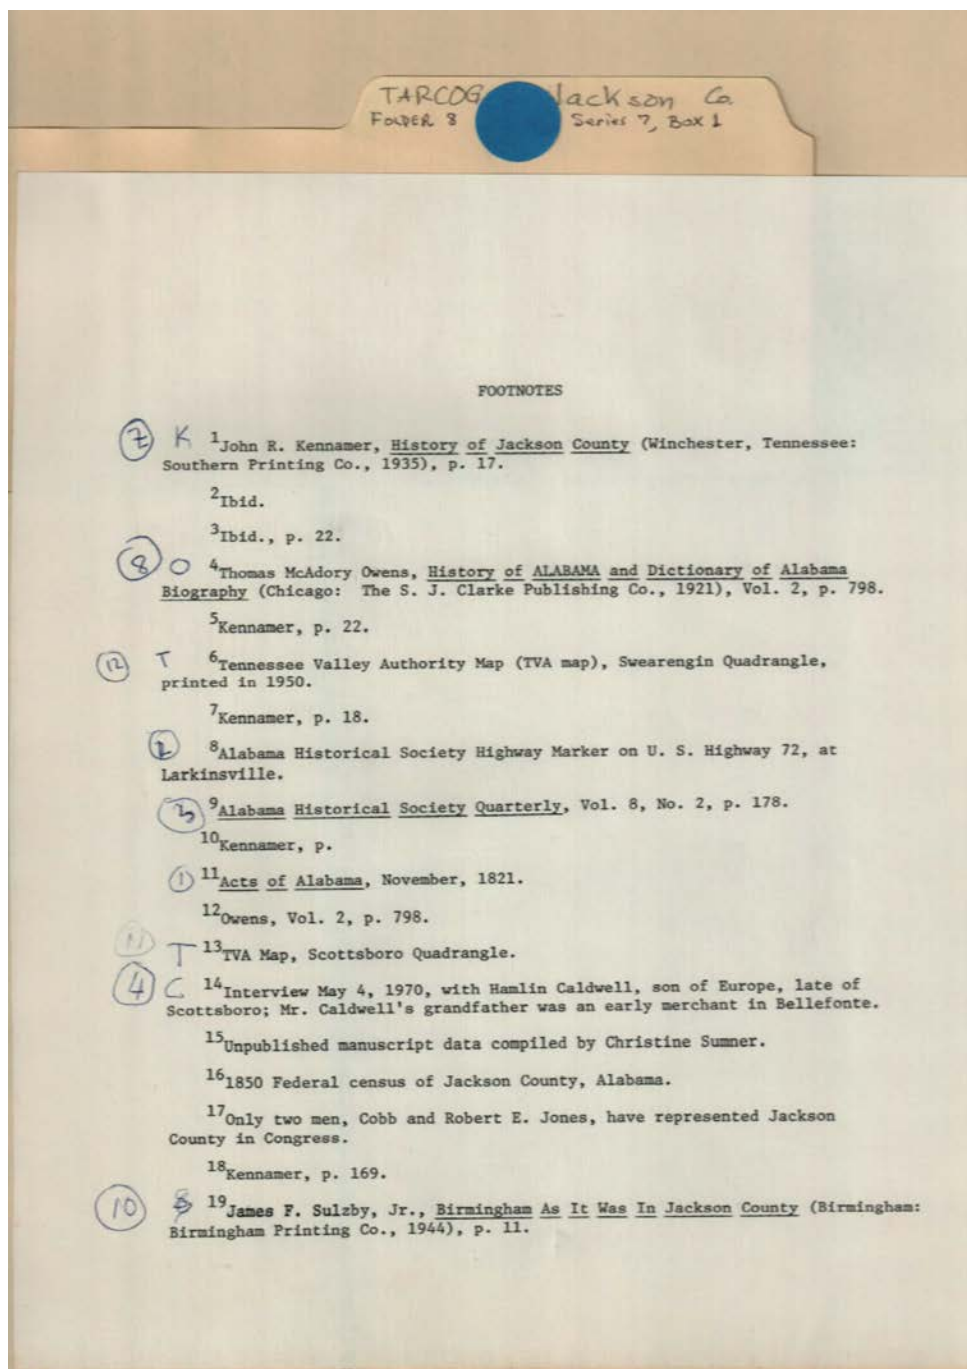 TARCOG Jackson Co.
FOLDER 8 Series 7, Box 1
FOOTNOTES
7 K 1John R. Kennamer, History of Jackson County (Winchester, Tennessee:
Southern Printing Co., 1935), p. 17.
2Ibid.
3Ibid., p. 22.
8 O 4Thomas McAdory Owens, History of ALABAMA and Dictionary of Alabama
Biography (Chicago: The S. J. Clarke Publishing Co., 1921), Vol. 2, p. 798.
5Kennamer, p. 22.
12 T 6Tennessee Valley Authority Map (TVA map), Swearengin Quadrangle,
printed in 1950.
7Kennamer, p. 18.
2 8Alabama Historical Society Highway Marker on U. S. Highway 72, at
Larkinsville.
3 9Alabama Historical Society Quarterly, Vol. 8, No. 2, p. 178.
10Kennamer, p.
1 11Acts of Alabama, November, 1821.
12Owens, Vol. 2, p. 798.
11 T 13TVA Map, Scottsboro Quadrangle.
4 C 14Interview May 4, 1970, with Hamlin Caldwell, son of Europe, late of
Scottsboro; Mr. Caldwell's grandfather was an early merchant in Bellefonte.
15Unpublished manuscript data compiled by Christine Sumner.
161850 Federal census of Jackson County, Alabama.
17Only two men, Cobb and Robert E. Jones, have represented Jackson
County in Congress.
18Kennamer, p. 169.
10 S 19James F. Sulzby, Jr., Birmingham As It Was In Jackson County (Birmingham:
Birmingham Printing Co., 1944), p. 11.